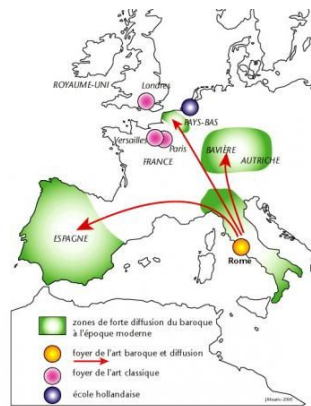 ROYAUME-UNI
Londres
PAYS-BAS
Versailles
Paris
FRANCE
BAVIÈRE
AUTRICHE
ESPAGNE
Rome
zones de forte diffusion du baroque
à l'époque moderne
foyer de l'art baroque et diffusion
foyer de l'art classique
école hollandaise